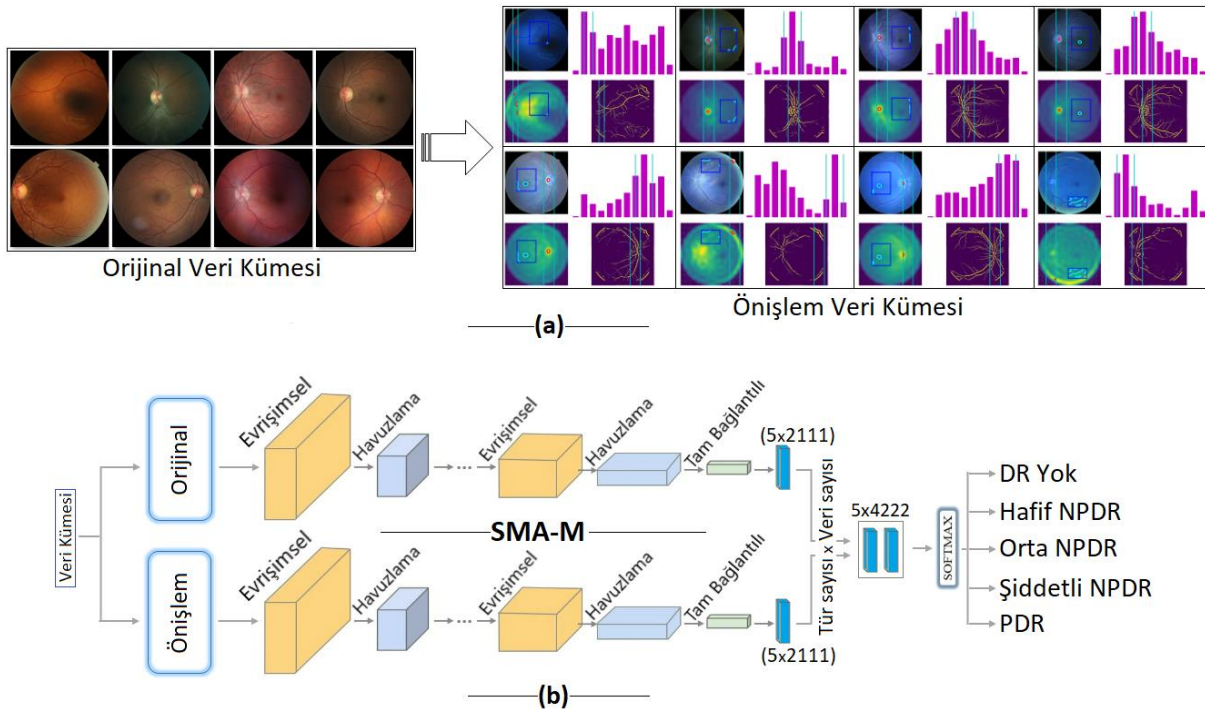 Orijinal Veri Kümesi
Önişlem Veri Kümesi
(a)
Veri Kümesi
Orijinal
Evrişimsel
Havuzlama
...
Evrişimsel
Havuzlama
Tam Bağlantılı
(5x2111)
SMA-M
Önişlem
Evrişimsel
Havuzlama
...
Evrişimsel
Havuzlama
Tam Bağlantılı
(5x2111)
Tür sayısı x Veri sayısı
5x4222
SOFTMAX
DR Yok
Hafif NPDR
Orta NPDR
Şiddetli NPDR
PDR
(b)